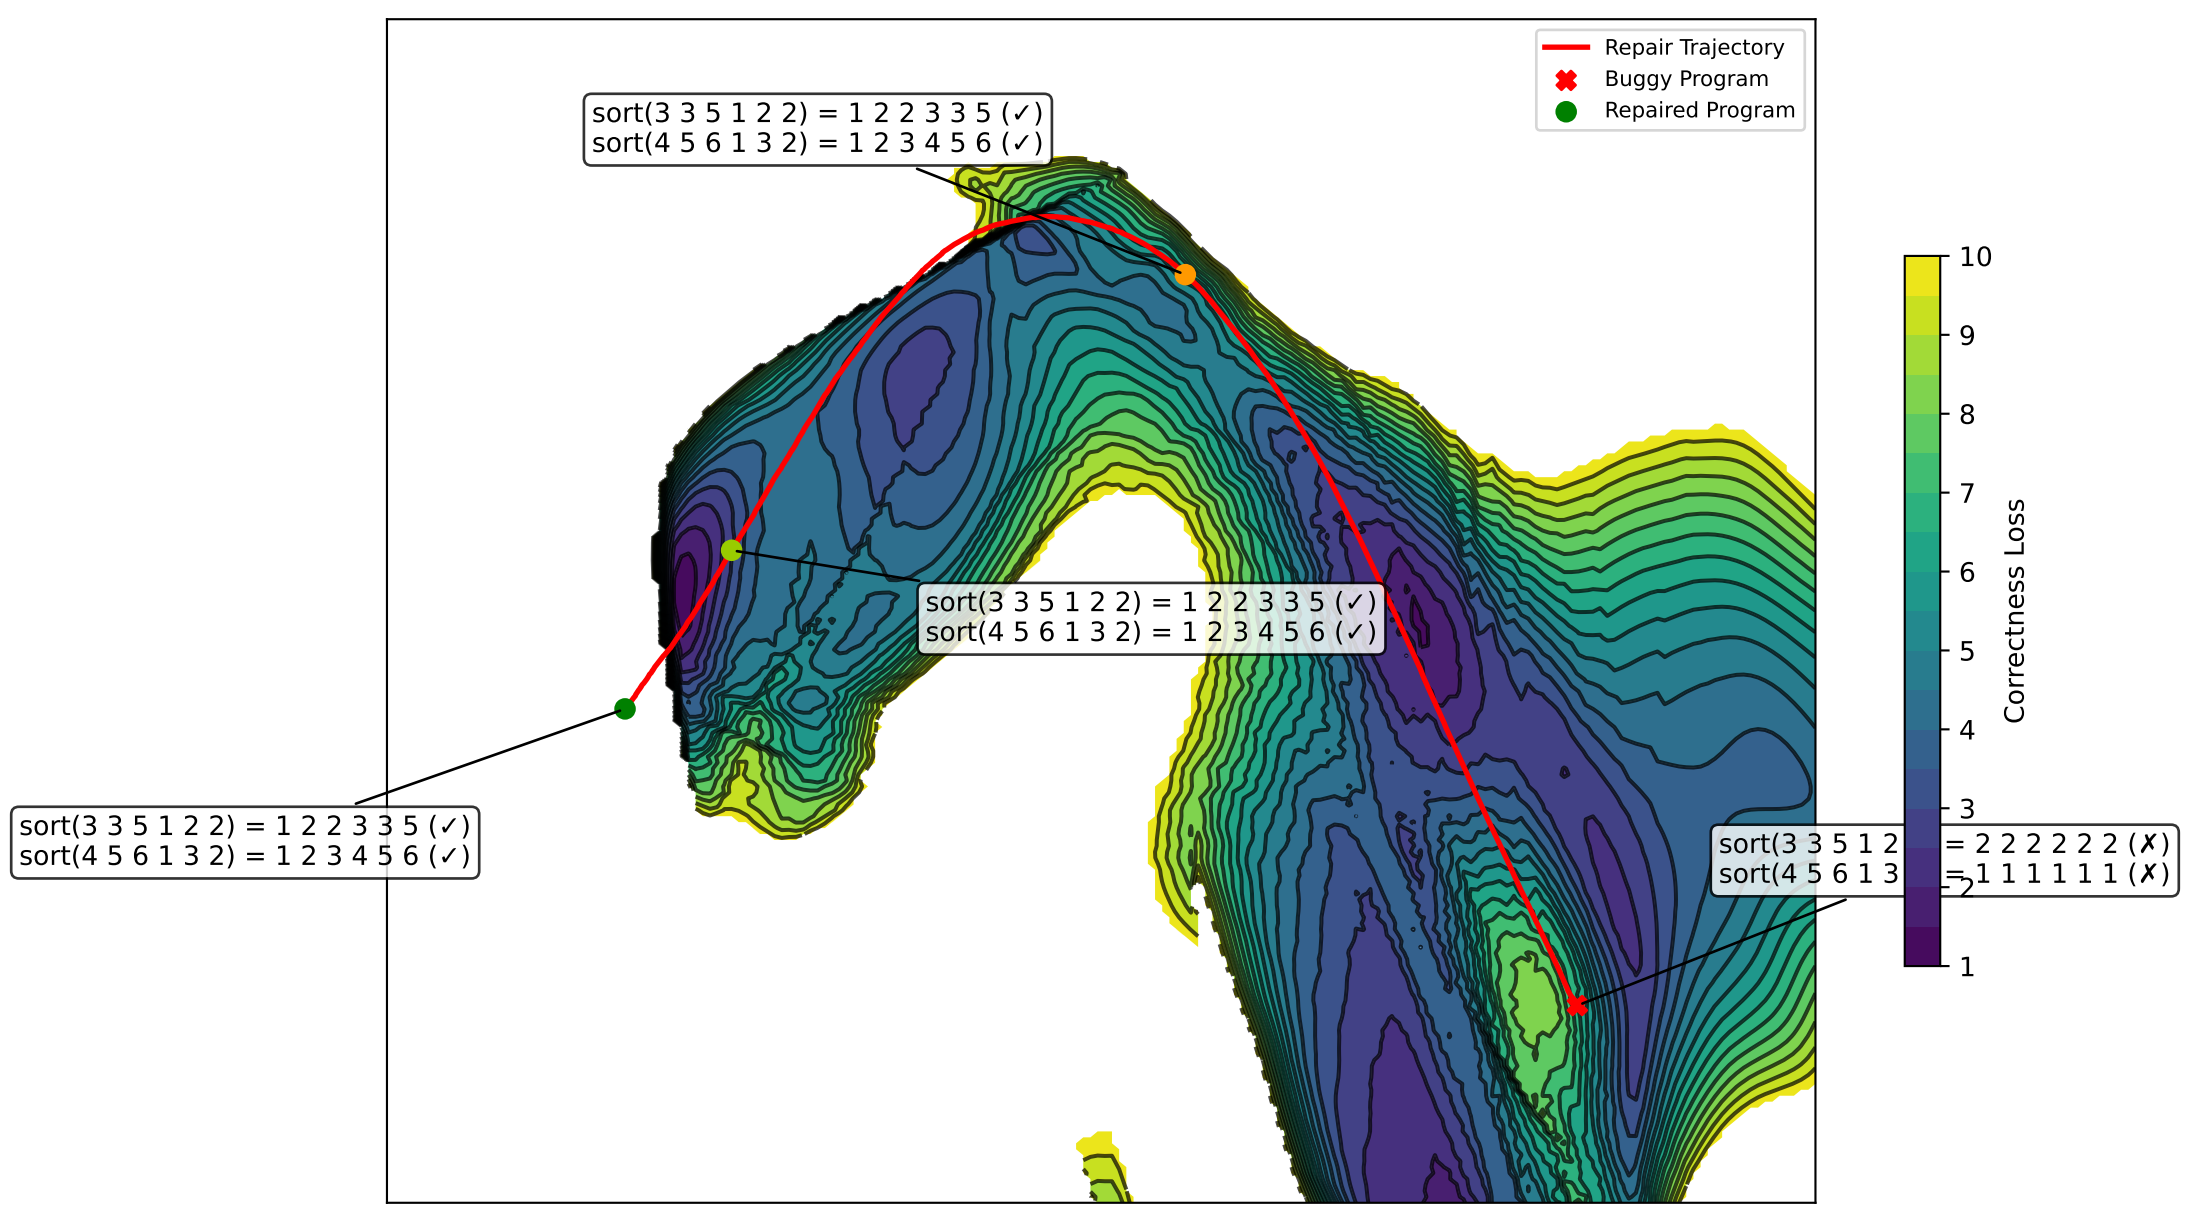 Repair Trajectory
Buggy Program
Repaired Program
sort(3 3 5 1 2 2) = 1 2 2 3 3 5 (✓)
sort(4 5 6 1 3 2) = 1 2 3 4 5 6 (✓)
sort(3 3 5 1 2 2) = 1 2 2 3 3 5 (✓)
sort(4 5 6 1 3 2) = 1 2 3 4 5 6 (✓)
sort(3 3 5 1 2 2) = 1 2 2 3 3 5 (✓)
sort(4 5 6 1 3 2) = 1 2 3 4 5 6 (✓)
sort(3 3 5 1 2 = 2 2 2 2 2 2 (✗)
sort(4 5 6 1 3 = 1 1 1 1 1 1 (✗)
10
9
8
7
6
5
4
3
2
1
Correctness Loss